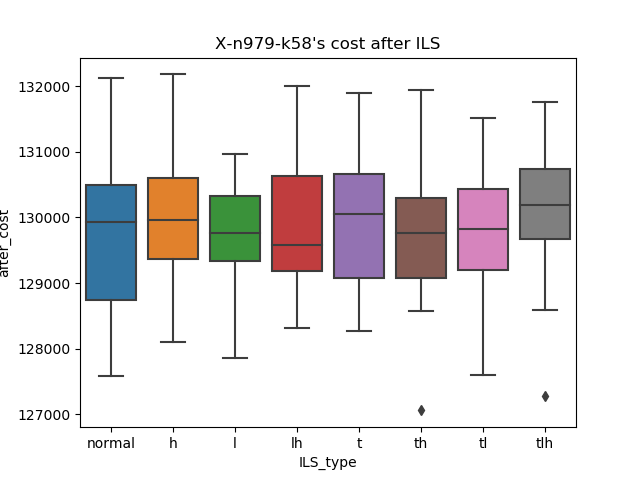 X-n979-k58's cost after ILS
132000
131000
130000
129000
128000
127000
after_cost
normal h l lh t th tl tlh
ILS_type